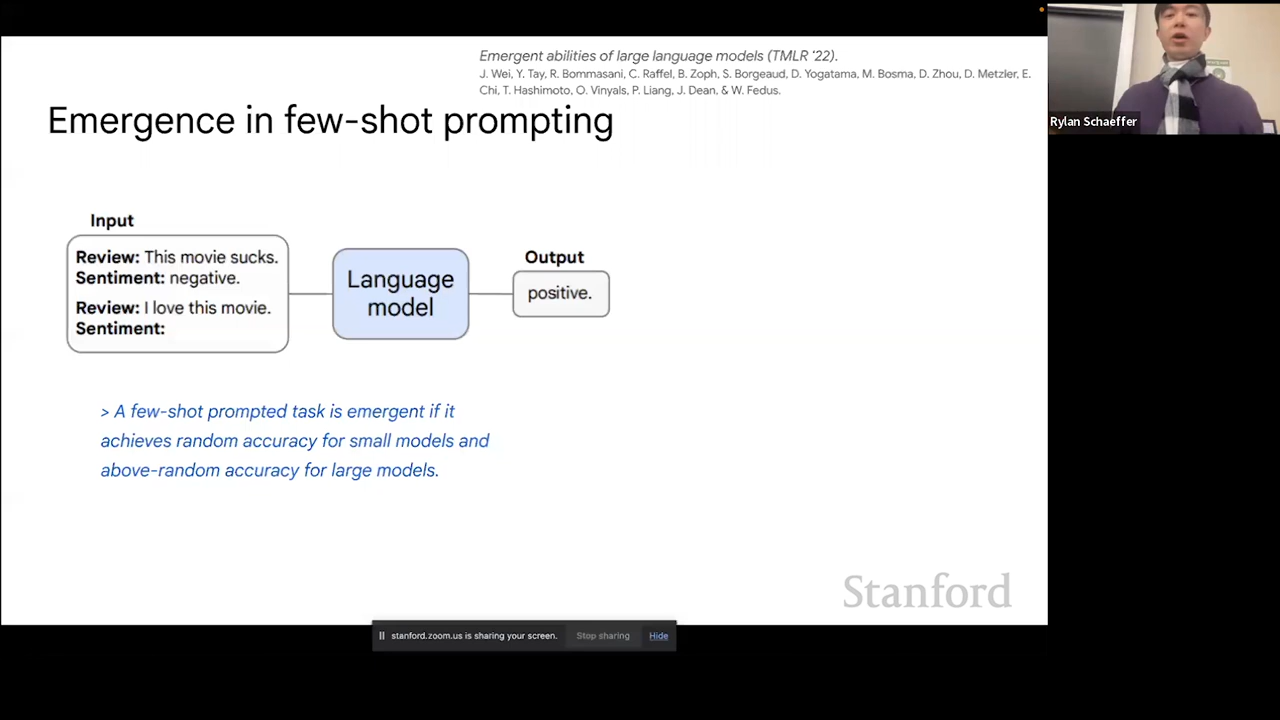 Emergent abilities of large language models (TMLR ‘22).
J. Wei, Y. Tay, R. Bommasani, C. Raffel, B. Zoph, S. Borgeaud, D. Yogatama, M. Bosma, D. Zhou, D. Metzler, E.
Chi, T. Hashimoto, O. Vinyals, P. Liang, J. Dean, & W. Fedus.
Emergence in few-shot prompting
Rylan Schaeffer
Input
Review: This movie sucks.
Sentiment: negative.
Review: I love this movie.
Sentiment:
Language
model
Output
positive.
> A few-shot prompted task is emergent if it
achieves random accuracy for small models and
above-random accuracy for large models.
Stanford
stanford.zoom.us is sharing your screen.
Stop sharing
Hide